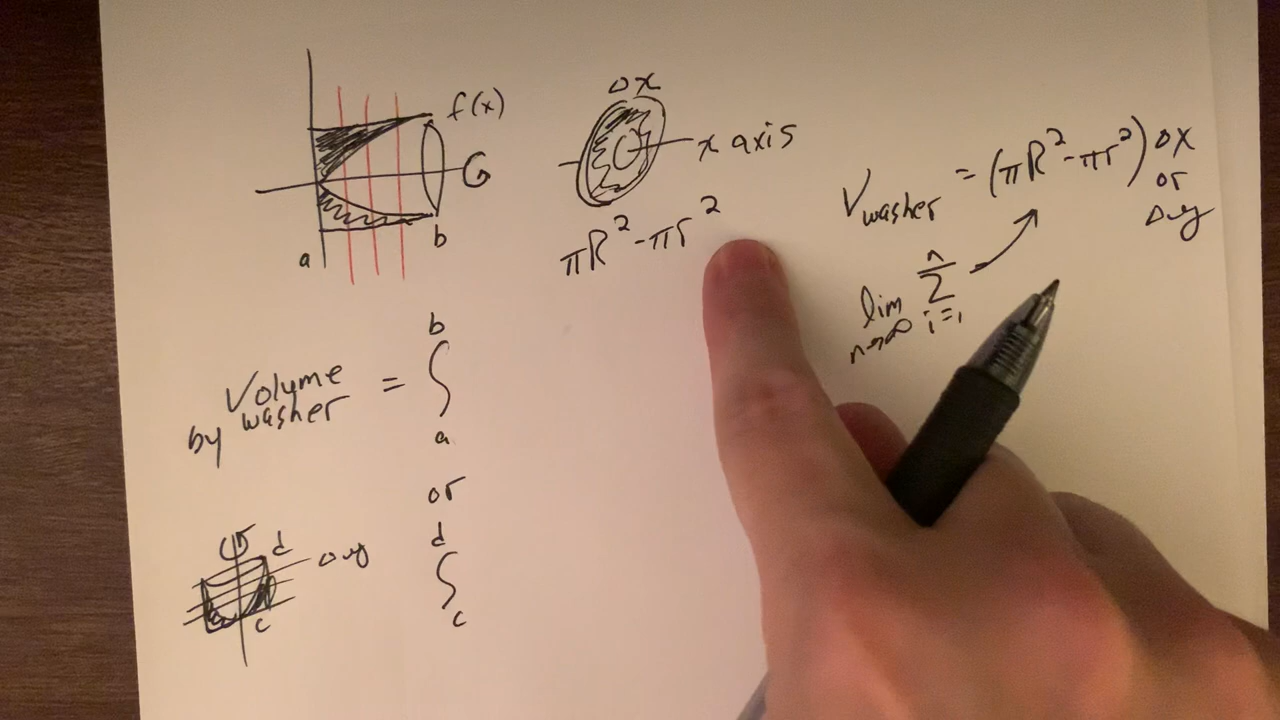 f(x)
a
b
Δx
x axis
πR² - πr²
V washer = (πR² - πr²) Δx
or
Δy
lim n→∞ n Σ i=1
Volume by washer = ∫ b a
or
d ∫ c
d
Δy
c